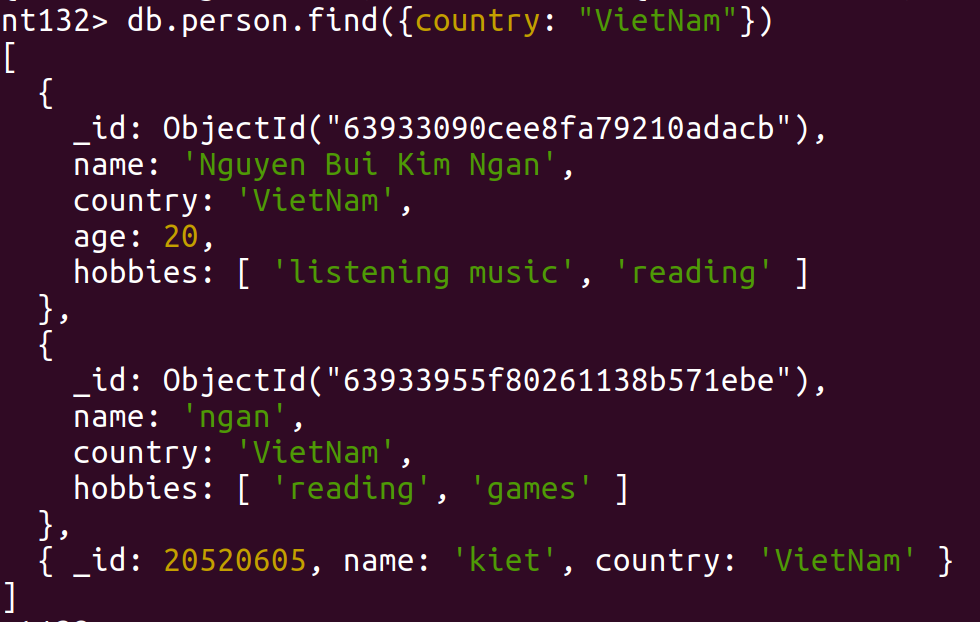 nt132> db.person.find({country: "VietNam"})
[
  {
    _id: ObjectId("63933090cee8fa79210adacb"),
    name: 'Nguyen Bui Kim Ngan',
    country: 'VietNam',
    age: 20,
    hobbies: [ 'listening music', 'reading' ]
  },
  {
    _id: ObjectId("63933955f80261138b571ebe"),
    name: 'ngan',
    country: 'VietNam',
    hobbies: [ 'reading', 'games' ]
  },
  { _id: 20520605, name: 'kiet', country: 'VietNam' }
]